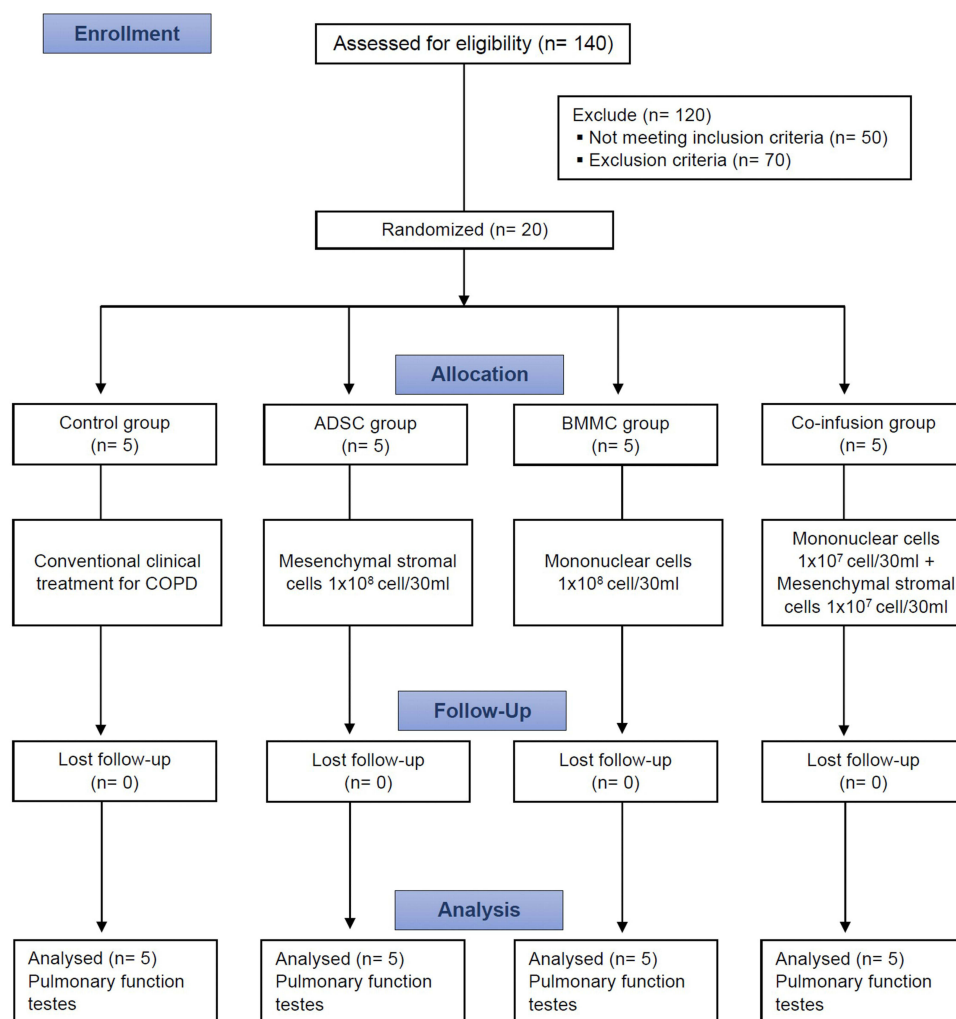 Enrollment
Assessed for eligibility (n= 140)
Exclude (n= 120)
▪ Not meeting inclusion criteria (n= 50)
▪ Exclusion criteria (n= 70)
Randomized (n= 20)
Allocation
Control group
(n= 5)
ADSC group
(n= 5)
BMMC group
(n= 5)
Co-infusion group
(n= 5)
Conventional clinical
treatment for COPD
Mesenchymal stromal
cells 1x10⁸ cell/30ml
Mononuclear cells
1x10⁸ cell/30ml
Mononuclear cells
1x10⁷ cell/30ml +
Mesenchymal stromal
cells 1x10⁷ cell/30ml
Follow-Up
Lost follow-up
(n= 0)
Lost follow-up
(n= 0)
Lost follow-up
(n= 0)
Lost follow-up
(n= 0)
Analysis
Analysed (n= 5)
Pulmonary function
testes
Analysed (n= 5)
Pulmonary function
testes
Analysed (n= 5)
Pulmonary function
testes
Analysed (n= 5)
Pulmonary function
testes